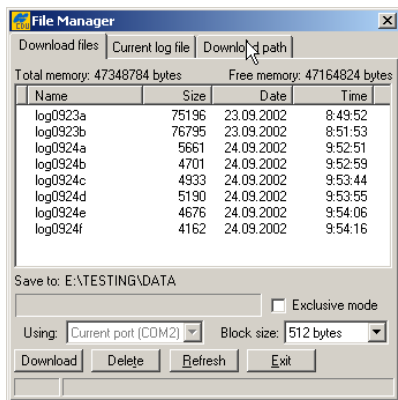 File Manager
Download files Current log file Download path
Total memory: 47348784 bytes Free memory: 47164824 bytes
Name Size Date Time
log0923a 75196 23.09.2002 8:49:52
log0923b 76795 23.09.2002 8:51:53
log0924a 5661 24.09.2002 9:52:51
log0924b 4701 24.09.2002 9:52:59
log0924c 4933 24.09.2002 9:53:44
log0924d 5190 24.09.2002 9:53:55
log0924e 4676 24.09.2002 9:54:06
log0924f 4162 24.09.2002 9:54:16
Save to: E:\TESTING\DATA
Exclusive mode
Using: Current port (COM2) Block size: 512 bytes
Download Delete Refresh Exit